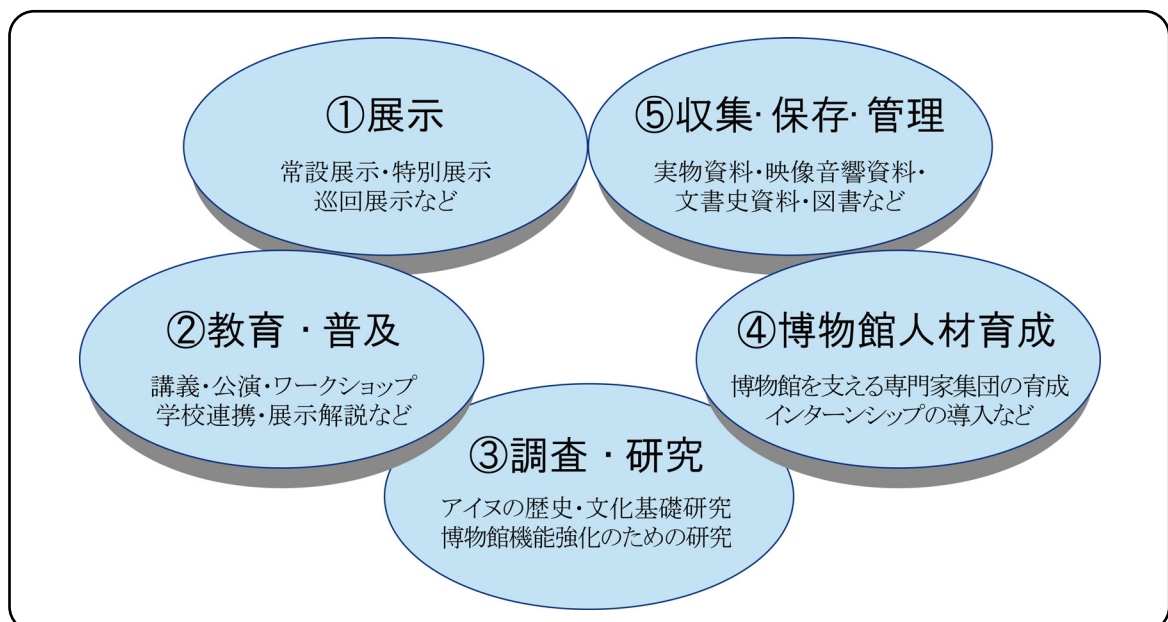 ①展示
常設展示・特別展示
巡回展示など
②教育・普及
講義・公演・ワークショップ
学校連携・展示解説など
③調査・研究
アイヌの歴史・文化基礎研究
博物館機能強化のための研究
④博物館人材育成
博物館を支える専門家集団の育成
インターンシップの導入など
⑤収集・保存・管理
実物資料・映像音響資料・
文書史資料・図書など